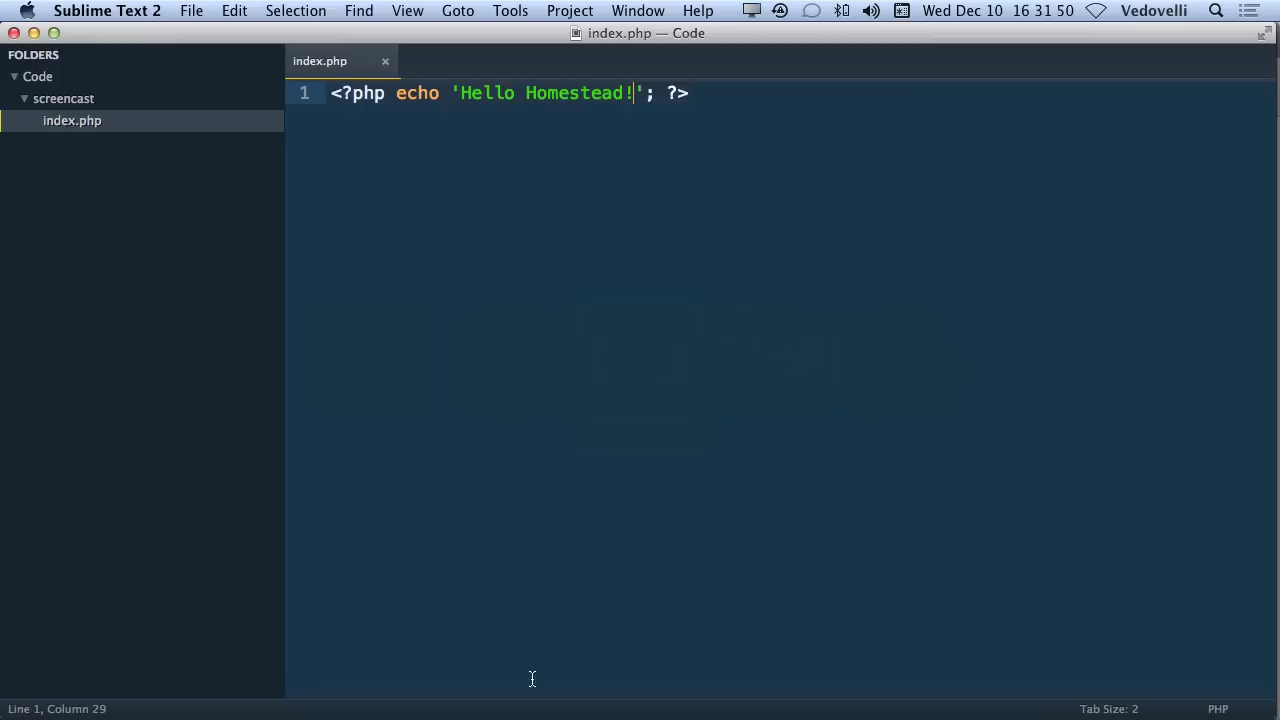 Sublime Text 2 File Edit Selection Find View Goto Tools Project Window Help Wed Dec 10 16 31 50 Vedovelli
index.php — Code
FOLDERS
Code
screencast
index.php
index.php ×
1 <?php echo 'Hello Homestead!'; ?>
Line 1, Column 29 Tab Size: 2 PHP